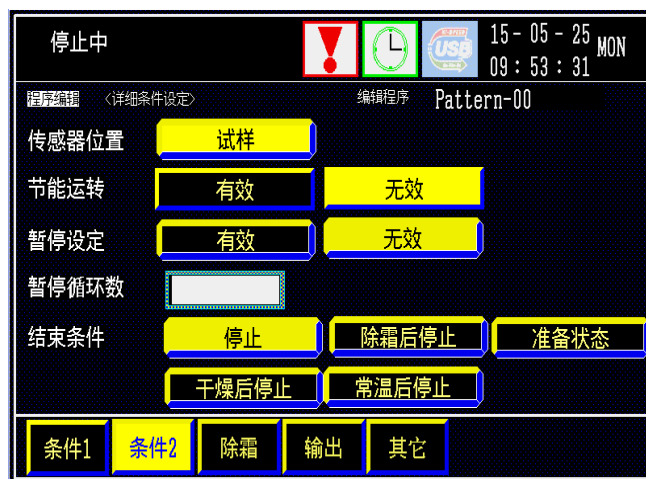 停止中
USB
15-05-25 MON
09:53:31
程序编辑 〈详细条件设定〉 编辑程序 Pattern-00
传感器位置 试样
节能运转 有效 无效
暂停设定 有效 无效
暂停循环数
结束条件 停止 除霜后停止 准备状态
干燥后停止 常温后停止
条件1 条件2 除霜 输出 其它